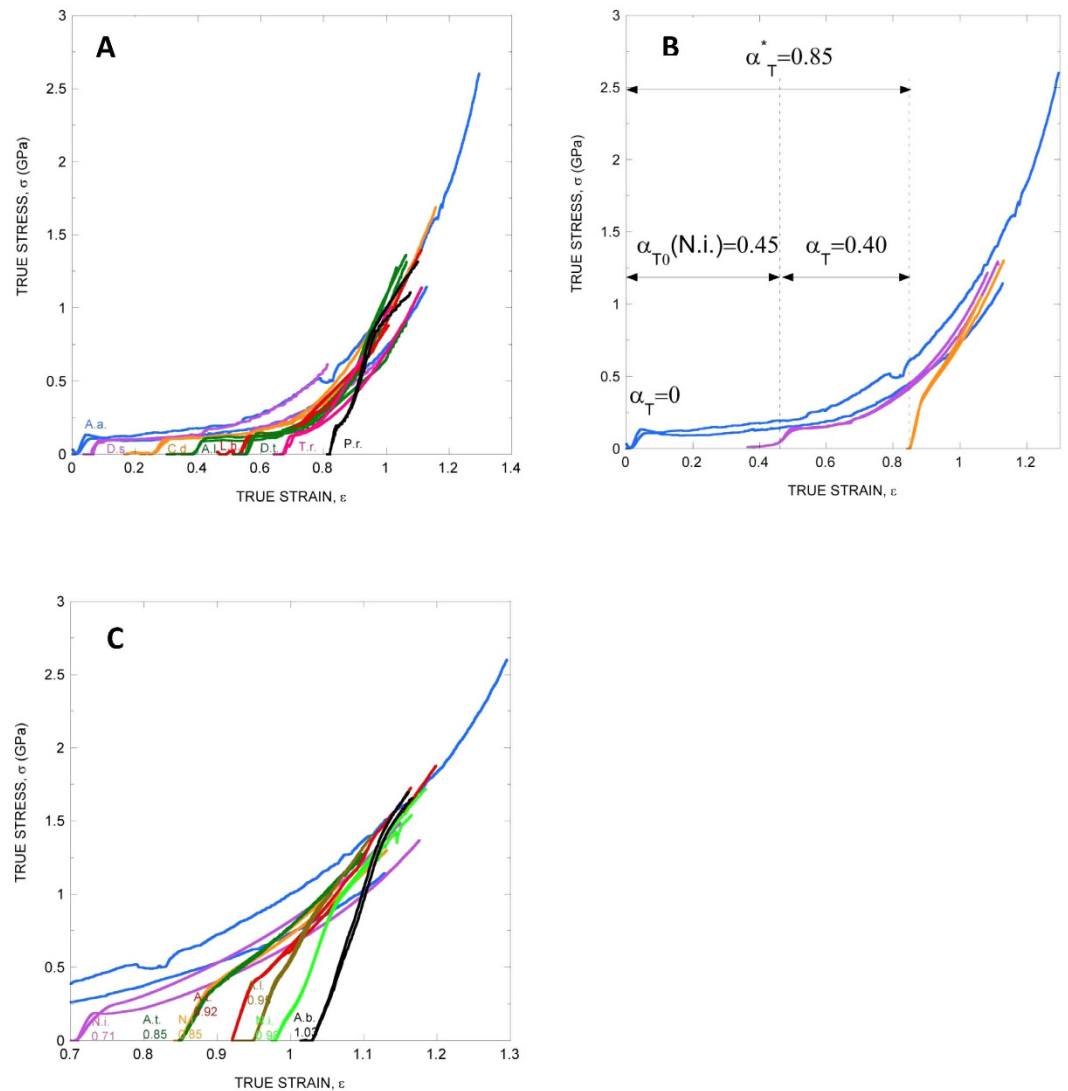 A
3
2.5
2
1.5
1
0.5
0
TRUE STRESS, σ (GPa)
A.a.
D.s.
C.d.
A.l.
L.h.
D.t.
T.r.
P.r.
0 0.2 0.4 0.6 0.8 1 1.2 1.4
TRUE STRAIN, ε
B
3
2.5
2
1.5
1
0.5
0
TRUE STRESS, σ (GPa)
α*T=0.85
αT0(N.i.)=0.45
αT=0.40
αT=0
0 0.2 0.4 0.6 0.8 1 1.2
TRUE STRAIN, ε
C
3
2.5
2
1.5
1
0.5
0
TRUE STRESS, σ (GPa)
N.i.
0.71
A.t.
0.85
0.85
0.92
A.b.
1.03
0.7 0.8 0.9 1 1.1 1.2 1.3
TRUE STRAIN, ε